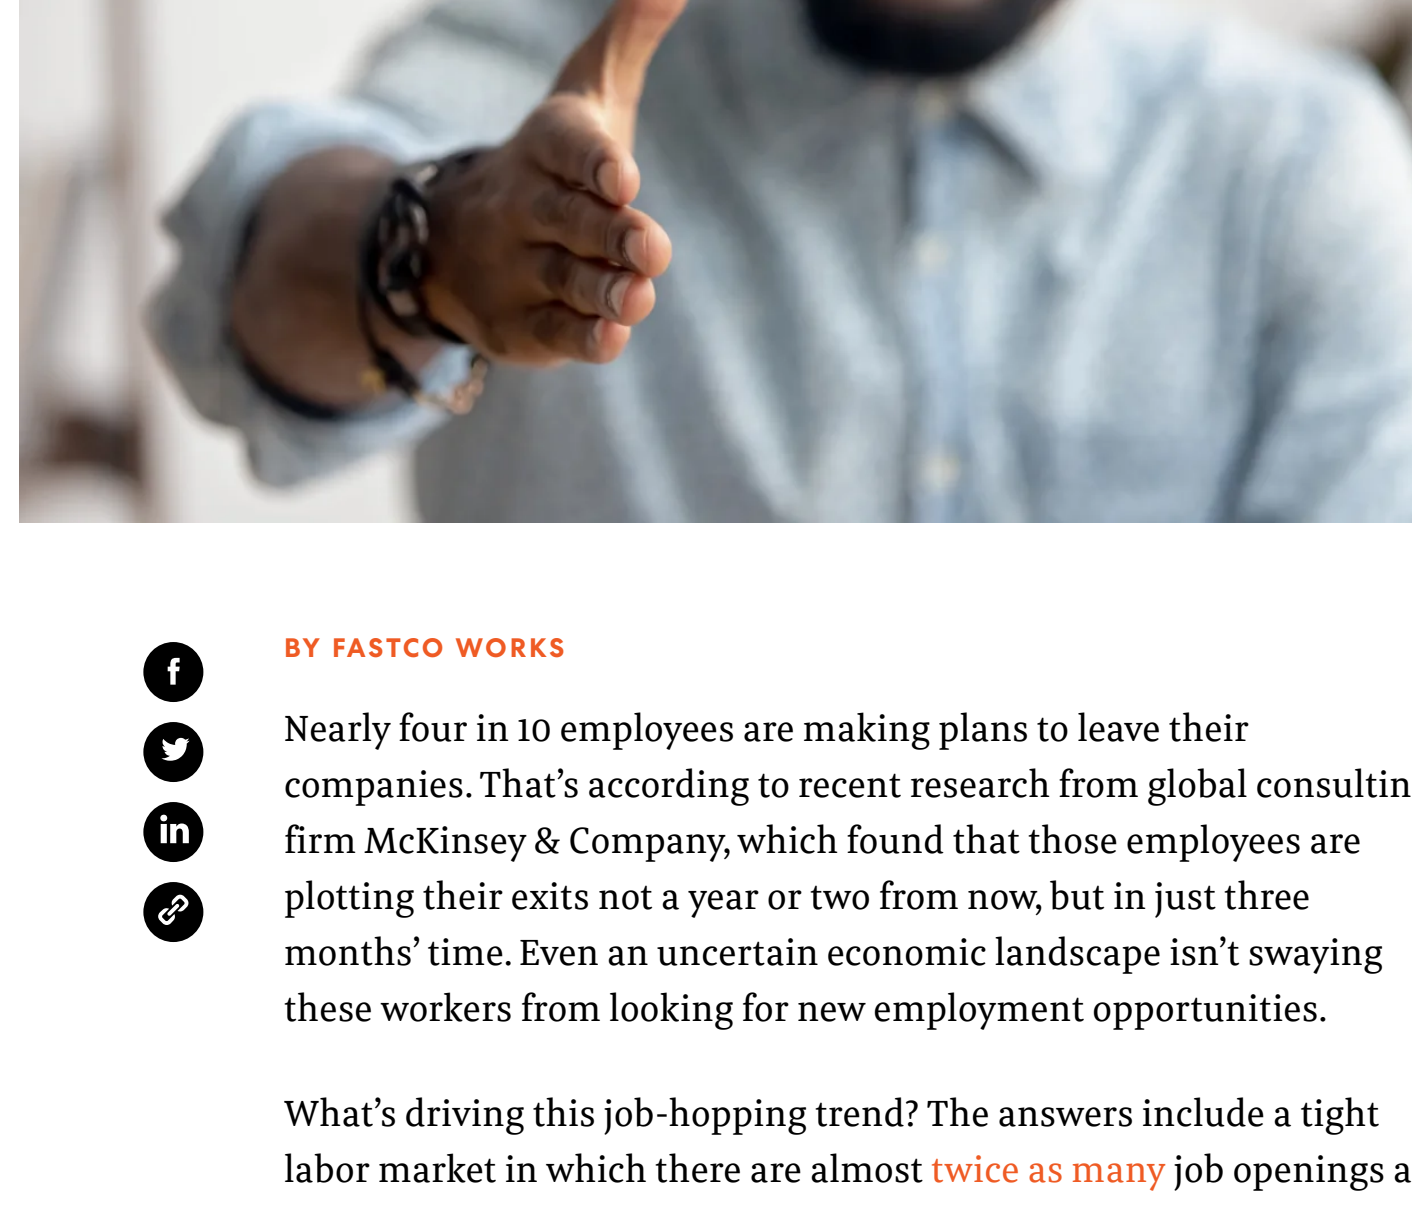 BY FASTCO WORKS
Nearly four in 10 employees are making plans to leave their
companies. That’s according to recent research from global consultin
firm McKinsey & Company, which found that those employees are
plotting their exits not a year or two from now, but in just three
months’ time. Even an uncertain economic landscape isn’t swaying
these workers from looking for new employment opportunities.
What’s driving this job-hopping trend? The answers include a tight
labor market in which there are almost twice as many job openings a